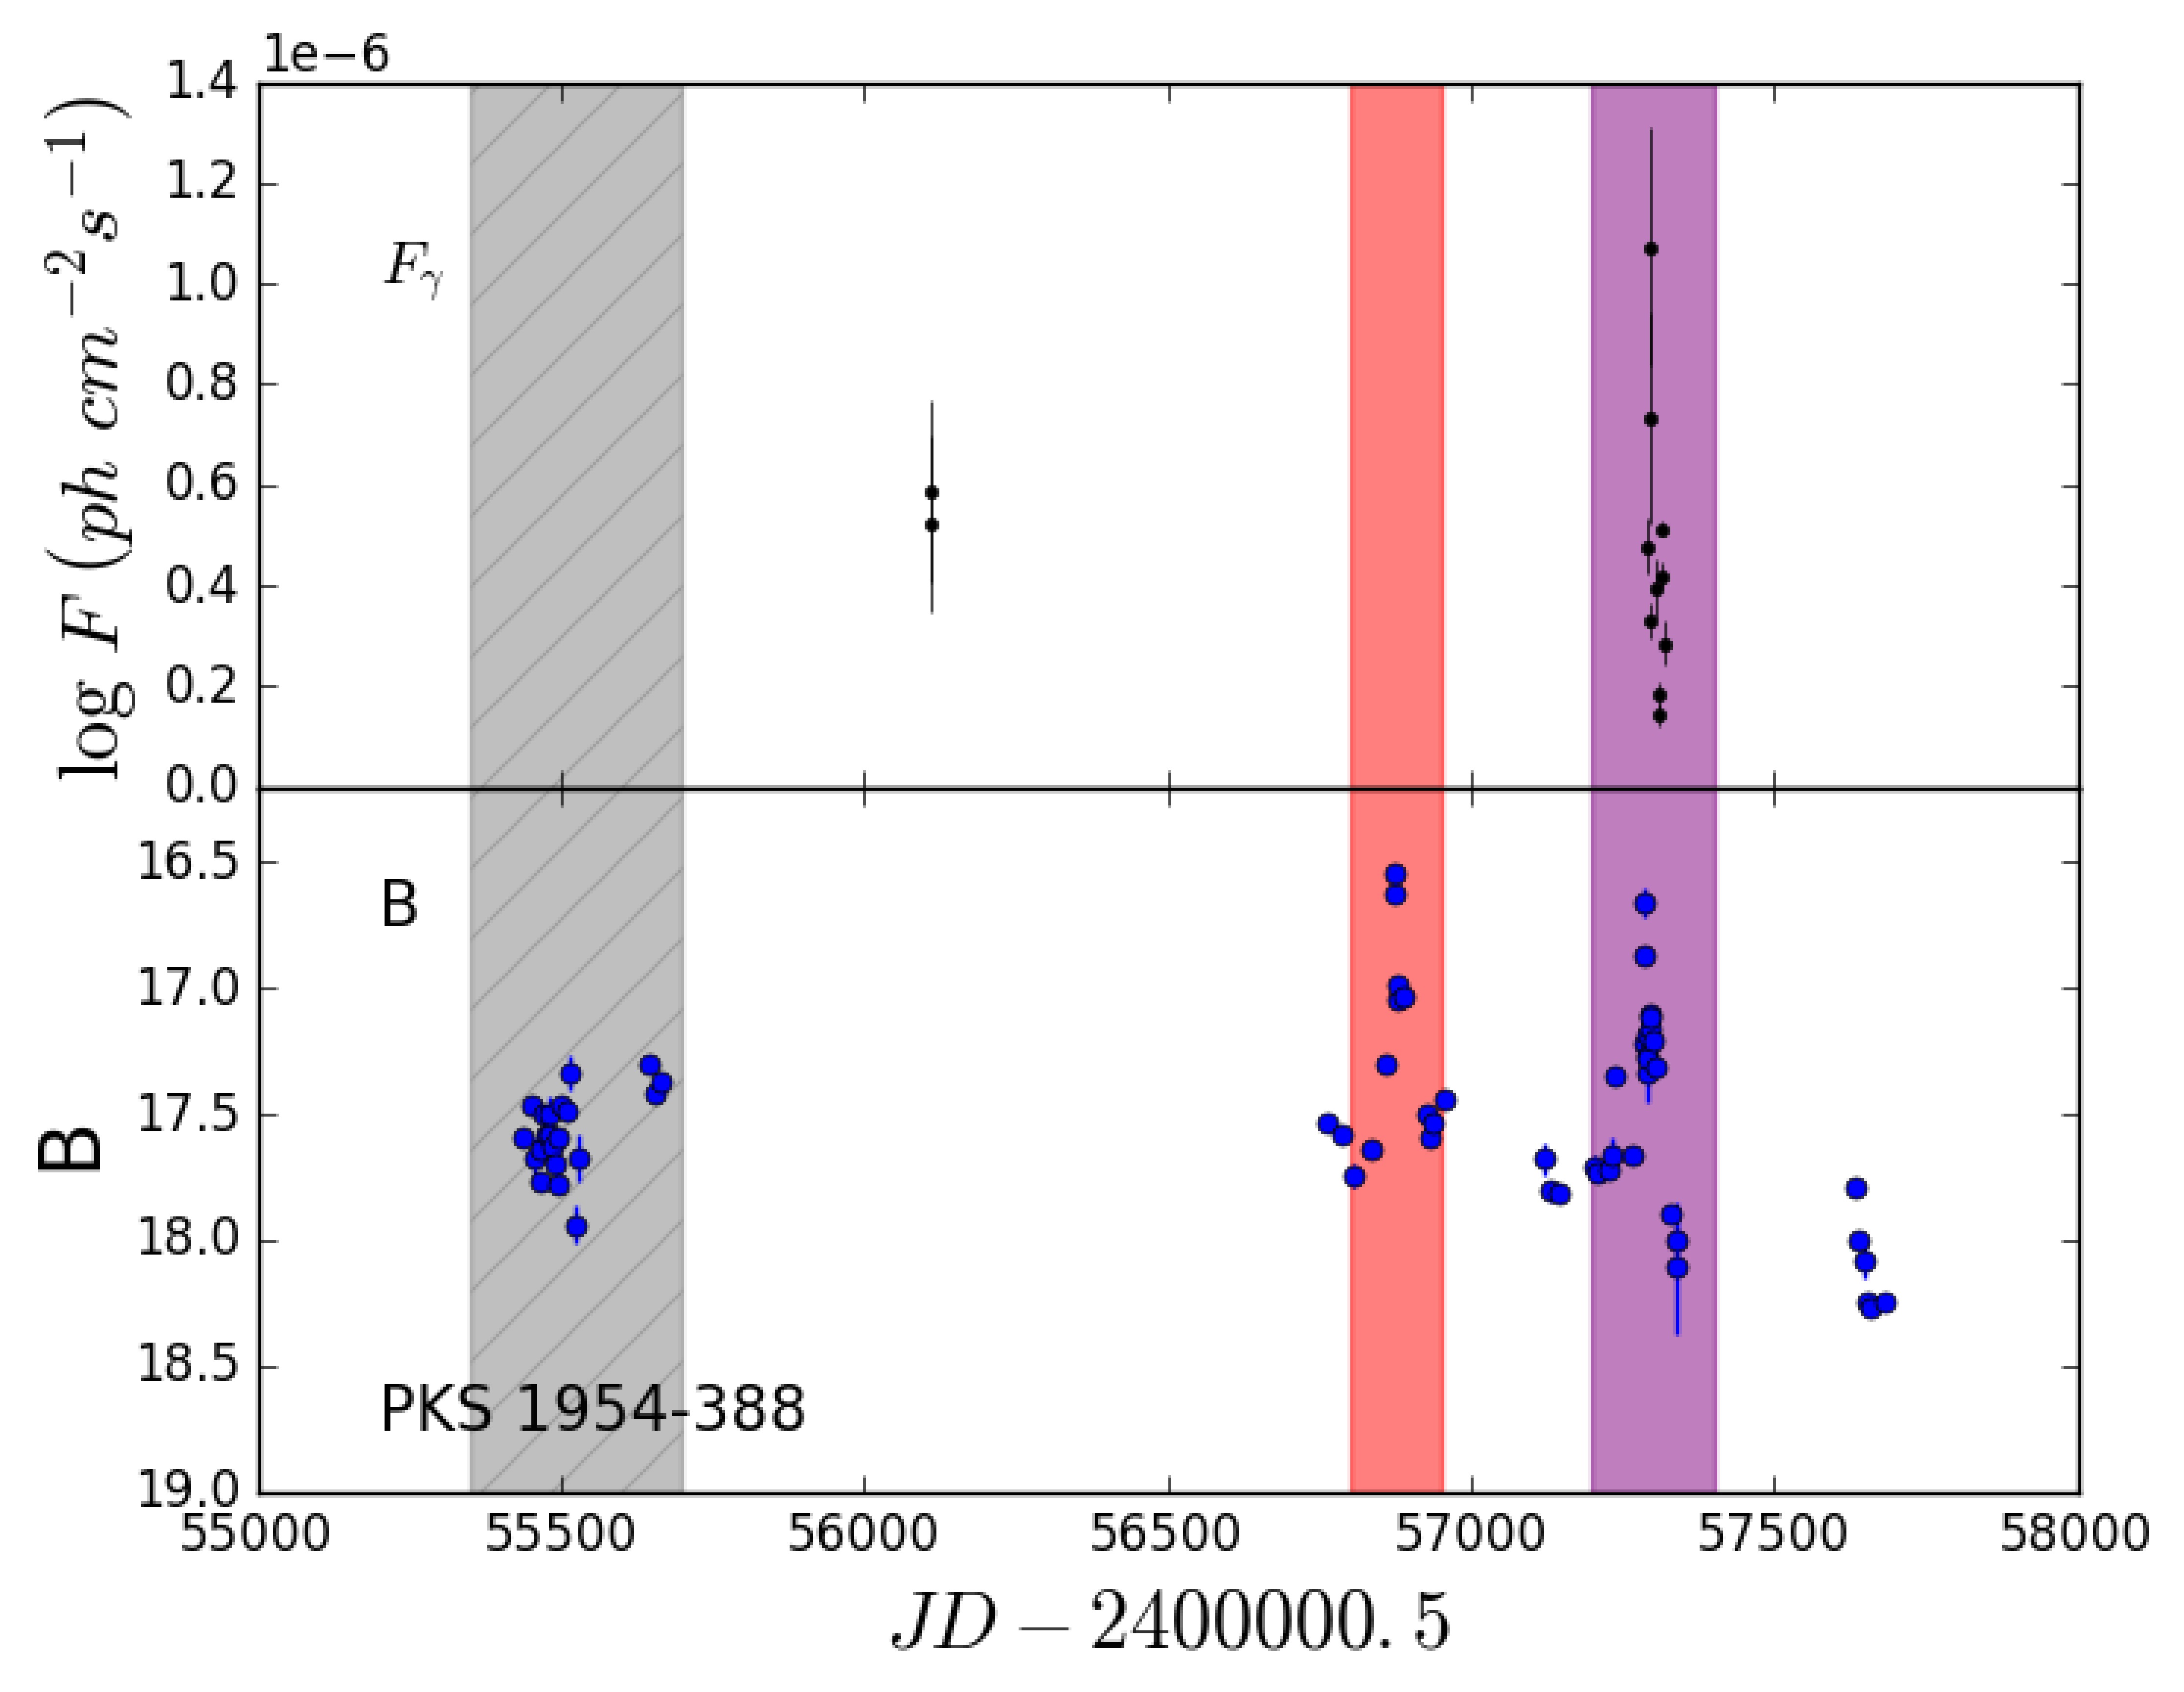 1e−6
1.4
1.2
1.0
0.8
0.6
0.4
0.2
0.0
log F (ph cm⁻² s⁻¹)
Fγ
16.5
17.0
17.5
18.0
18.5
19.0
B
B
PKS 1954-388
55000 55500 56000 56500 57000 57500 58000
JD − 2400000.5